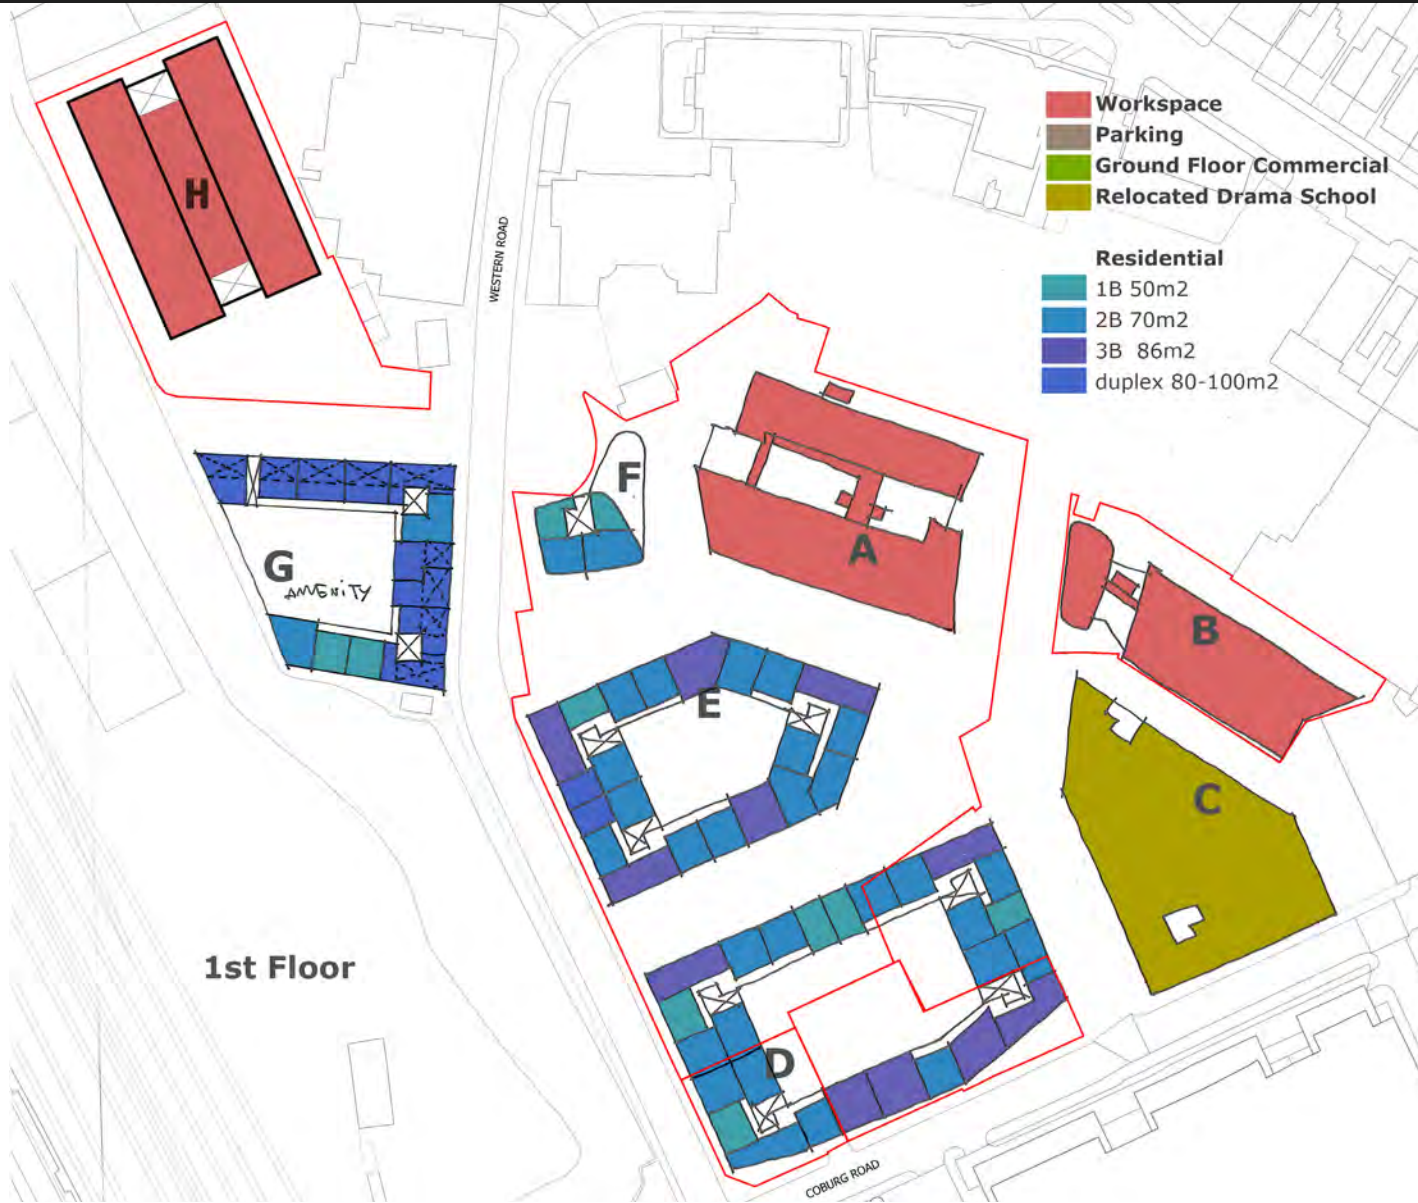 Workspace
Parking
Ground Floor Commercial
Relocated Drama School
Residential
1B 50m2
2B 70m2
3B 86m2
duplex 80-100m2
H
WESTERN ROAD
F
A
G
AMENITY
B
E
C
1st Floor
D
COBURG ROAD